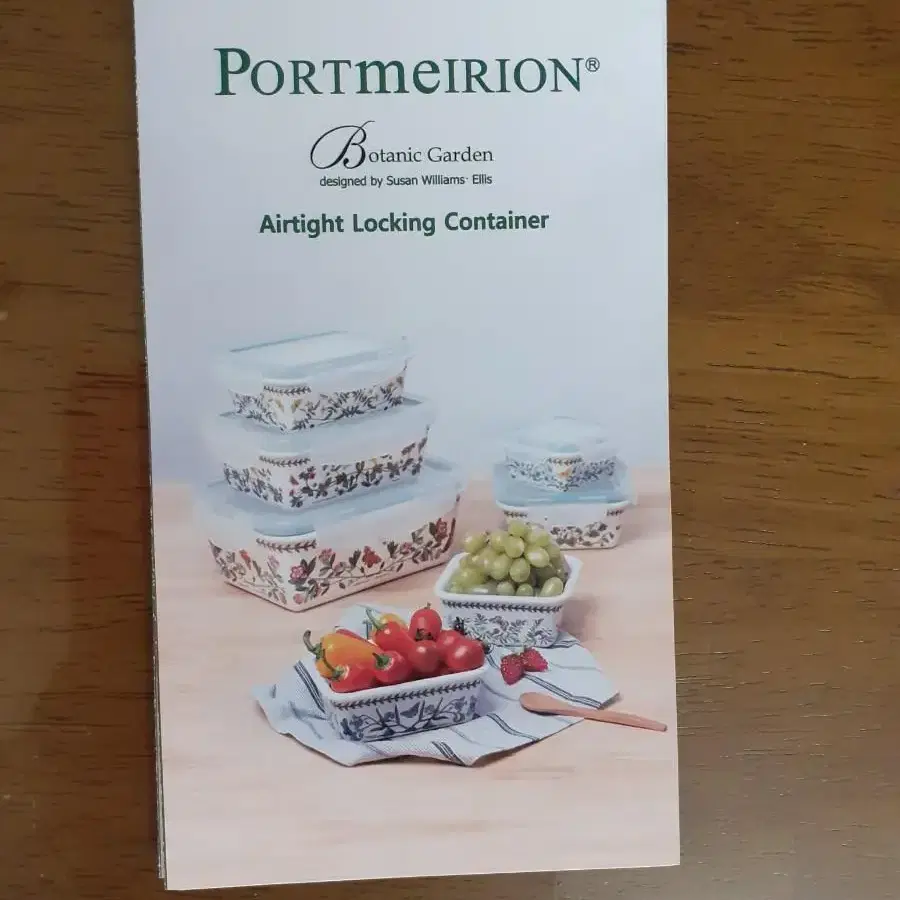 PORTmeIRION®
Botanic Garden
designed by Susan Williams· Ellis
Airtight Locking Container